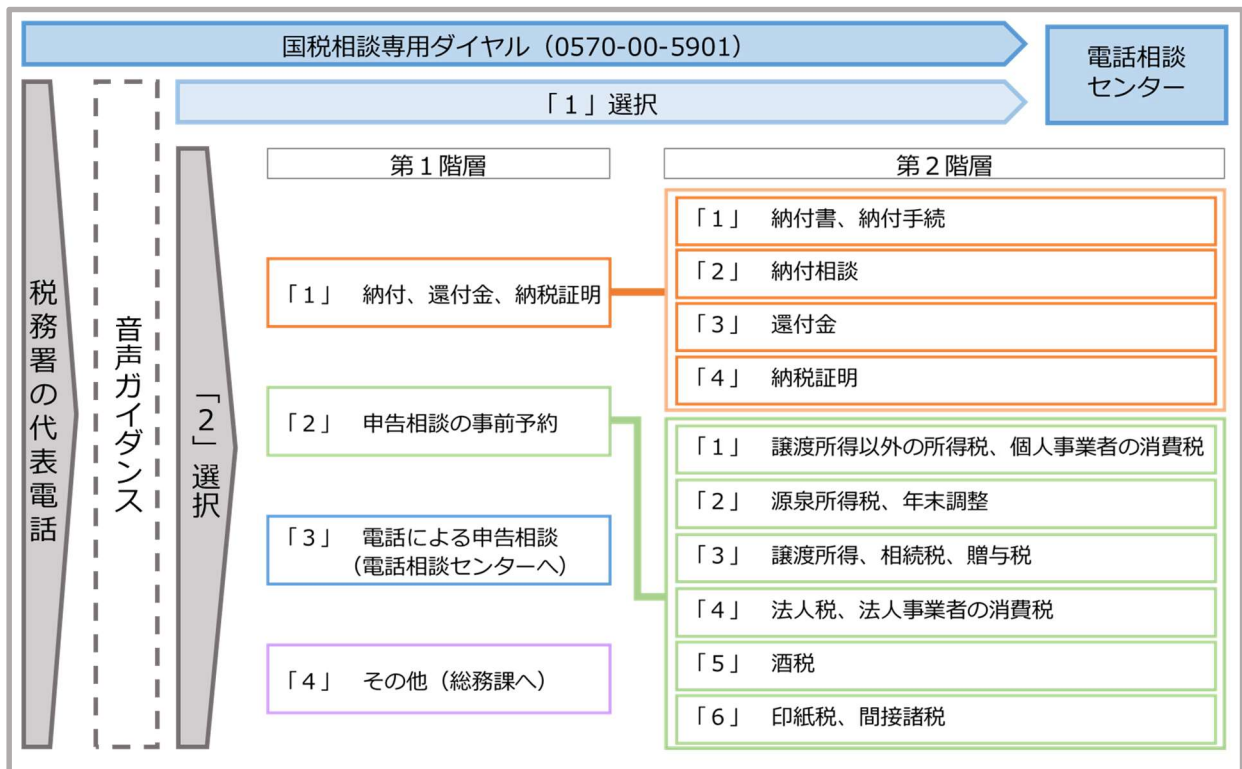 国税相談専用ダイヤル（0570-00-5901）
電話相談
センター
「１」選択
税務署の代表電話
音声ガイダンス
「２」選択
第１階層
「１」　納付、還付金、納税証明
「２」　申告相談の事前予約
「３」　電話による申告相談
（電話相談センターへ）
「４」　その他（総務課へ）
第２階層
「１」　納付書、納付手続
「２」　納付相談
「３」　還付金
「４」　納税証明
「１」　譲渡所得以外の所得税、個人事業者の消費税
「２」　源泉所得税、年末調整
「３」　譲渡所得、相続税、贈与税
「４」　法人税、法人事業者の消費税
「５」　酒税
「６」　印紙税、間接諸税